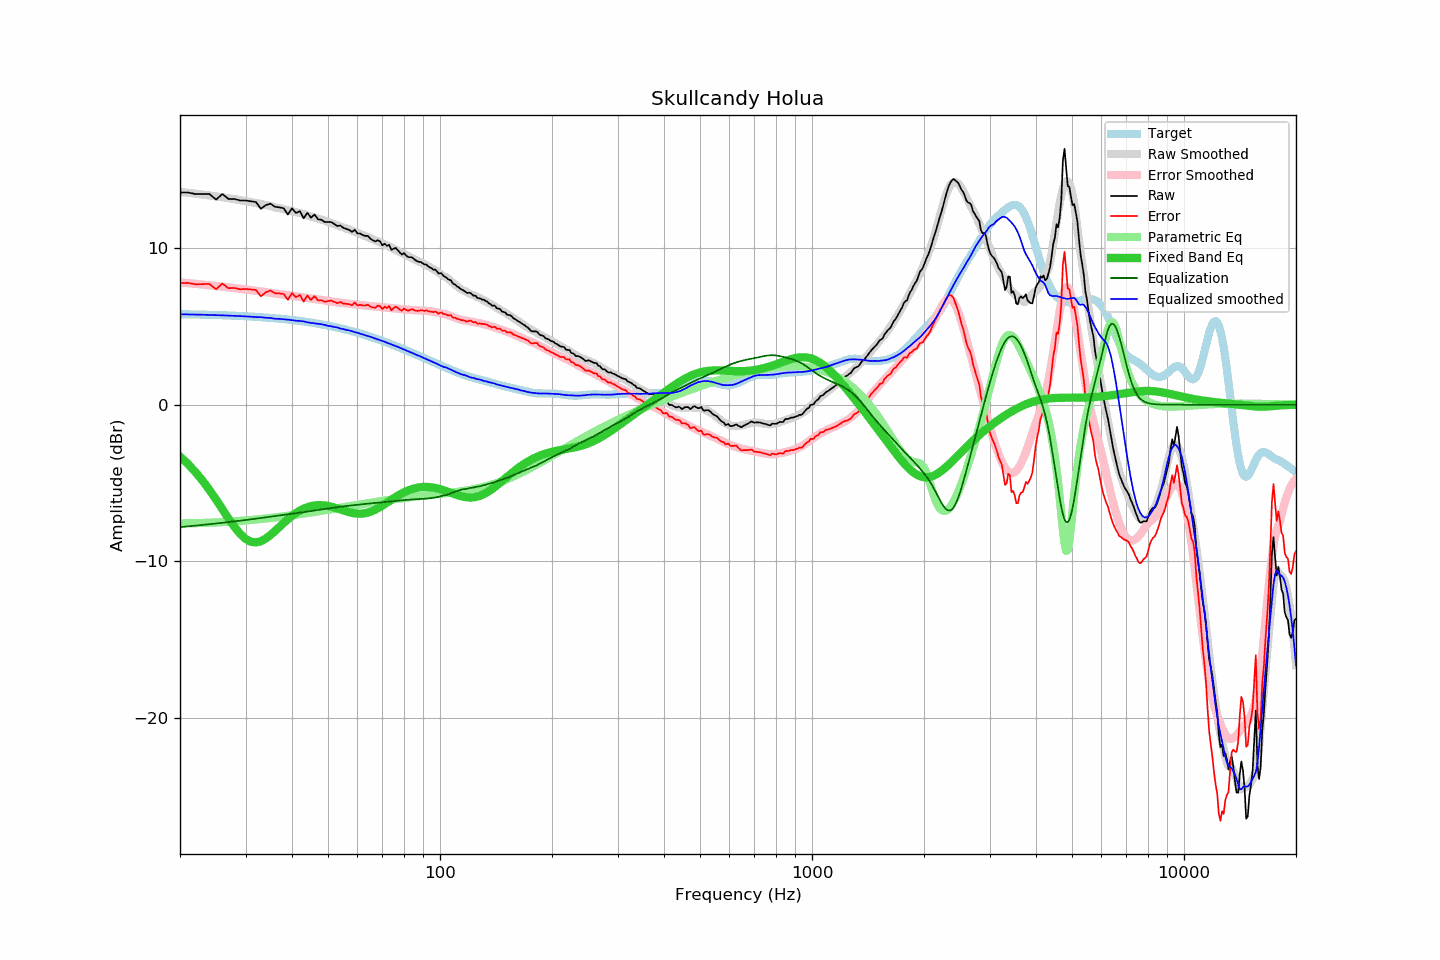 Skullcandy Holua
Target
Raw Smoothed
Error Smoothed
Raw
Error
Parametric Eq
Fixed Band Eq
Equalization
Equalized smoothed
10
0
−10
−20
Amplitude (dBr)
100
1000
10000
Frequency (Hz)